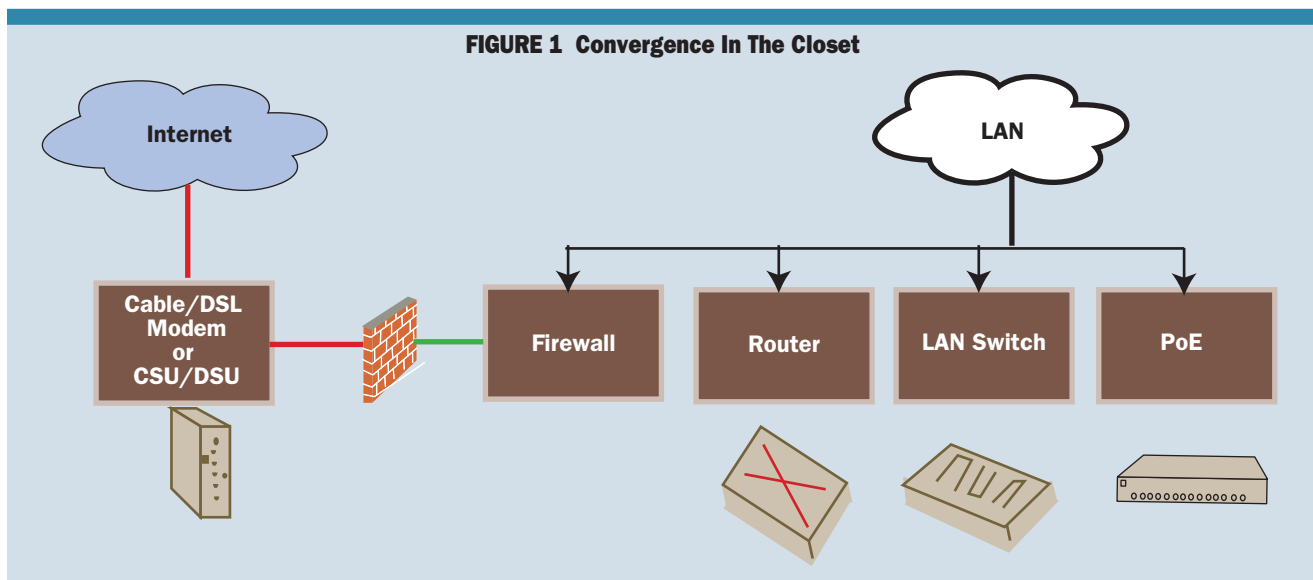 FIGURE 1 Convergence In The Closet
Internet
LAN
Cable/DSL
Modem
or
CSU/DSU
Firewall
Router
LAN Switch
PoE